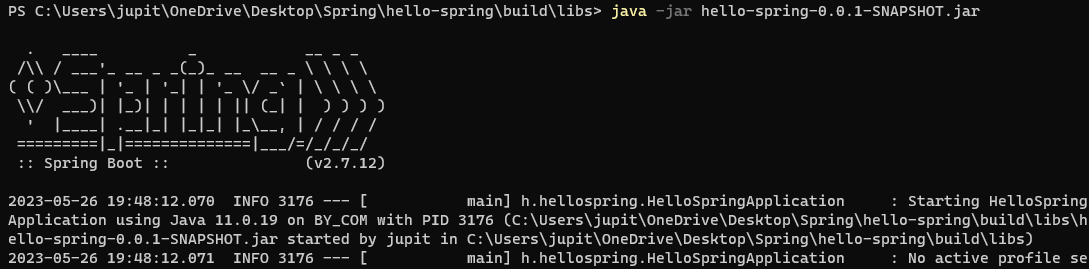 PS C:\Users\jupit\OneDrive\Desktop\Spring\hello-spring\build\libs> java -jar hello-spring-0.0.1-SNAPSHOT.jar

  .   ____          _            __ _ _
 /\\ / ___'_ __ _ _(_)_ __  __ _ \ \ \ \
( ( )\___ | '_ | '_| | '_ \/ _` | \ \ \ \
 \\/  ___)| |_)| | | | | || (_| |  ) ) ) )
  '  |____| .__|_| |_|_| |_\__, | / / / /
 =========|_|==============|___/=/_/_/_/
 :: Spring Boot ::                (v2.7.12)

2023-05-26 19:48:12.070  INFO 3176 --- [           main] h.hellospring.HelloSpringApplication     : Starting HelloSpring
Application using Java 11.0.19 on BY_COM with PID 3176 (C:\Users\jupit\OneDrive\Desktop\Spring\hello-spring\build\libs\h
ello-spring-0.0.1-SNAPSHOT.jar started by jupit in C:\Users\jupit\OneDrive\Desktop\Spring\hello-spring\build\libs)
2023-05-26 19:48:12.071  INFO 3176 --- [           main] h.hellospring.HelloSpringApplication     : No active profile se